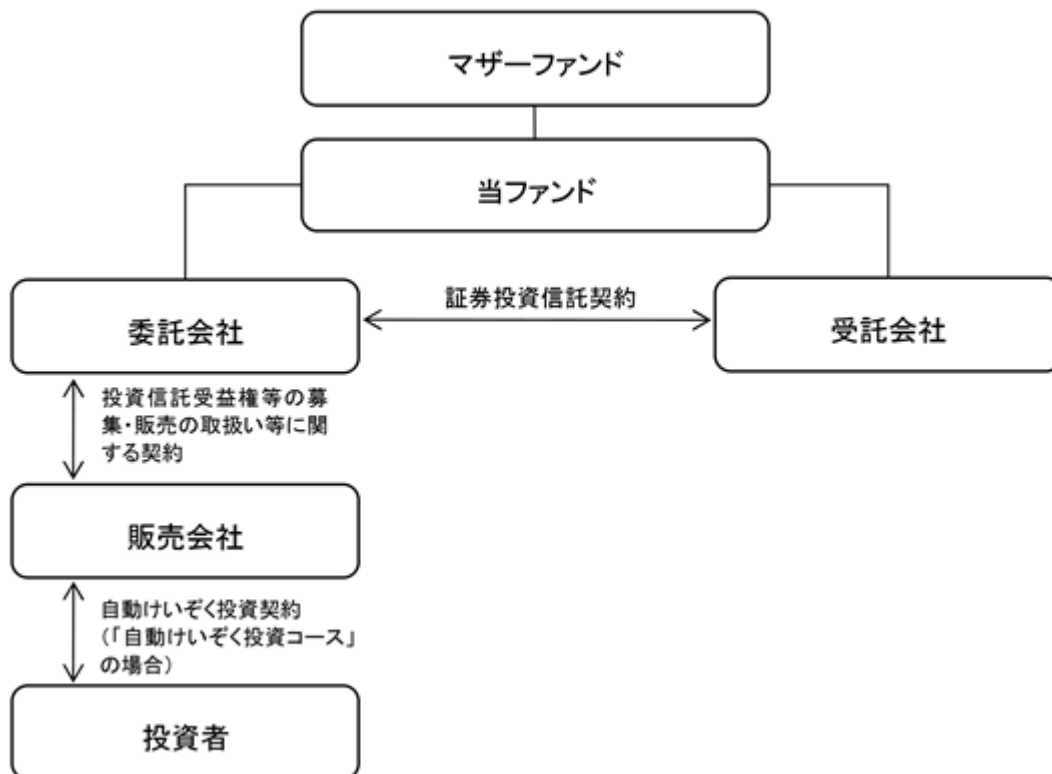 マザーファンド
当ファンド
委託会社
証券投資信託契約
受託会社
投資信託受益権等の募
集・販売の取扱い等に関
する契約
販売会社
自動けいぞく投資契約
(「自動けいぞく投資コース」
の場合)
投資者